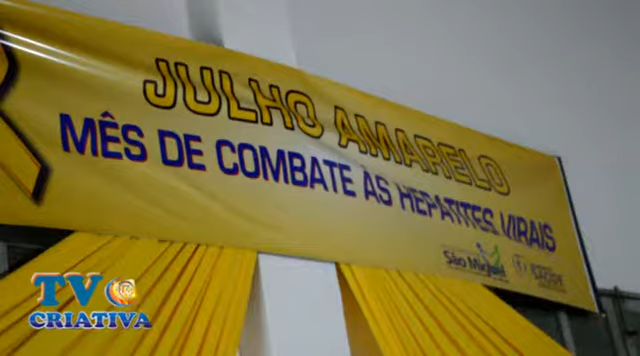 JULHO AMARELO
MÊS DE COMBATE AS HEPATITES VIRAIS
São Miguel
TV
CRIATIVA